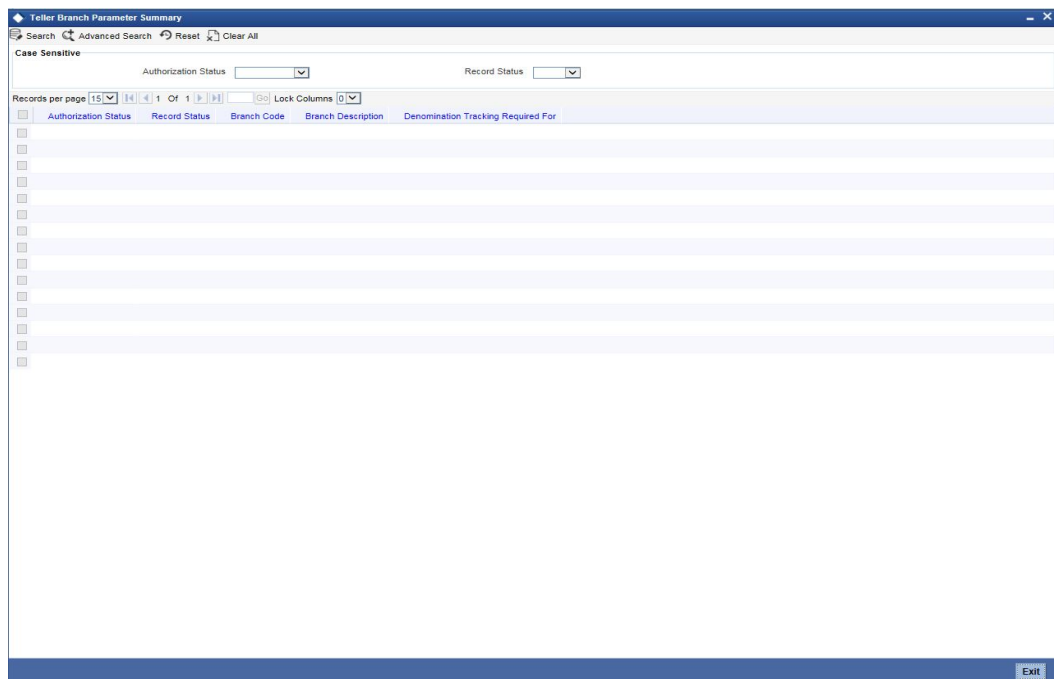 Teller Branch Parameter Summary
Search Advanced Search Reset Clear All
Case Sensitive
Authorization Status Record Status
Records per page 15 1 Of 1 Go Lock Columns 0
Authorization Status Record Status Branch Code Branch Description Denomination Tracking Required For
Exit